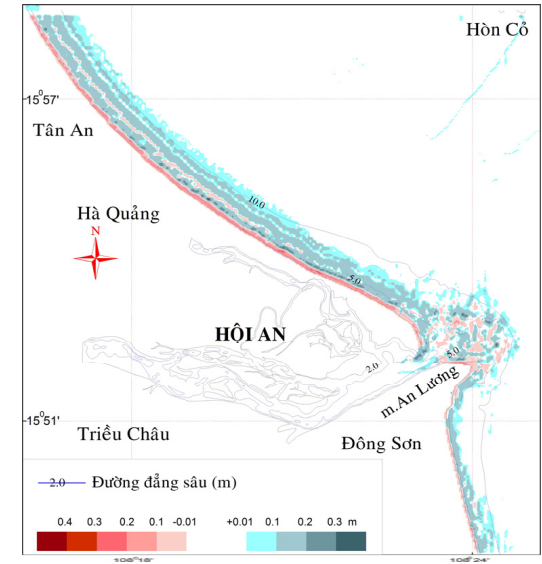 Hòn Cỏ
15°57'
Tân An
Hà Quảng
N
10.0
5.0
HỘI AN
2.0
5.0
m.An Lương
15°51
Triều Châu
Đông Sơn
2.0 Đường đẳng sâu (m)
0.4 0.3 0.2 0.1 -0.01 +0.01 0.1 0.2 0.3 m